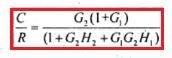 C/R = G₂(1+G₁)/(1+G₂H₂+G₁G₂H₁)